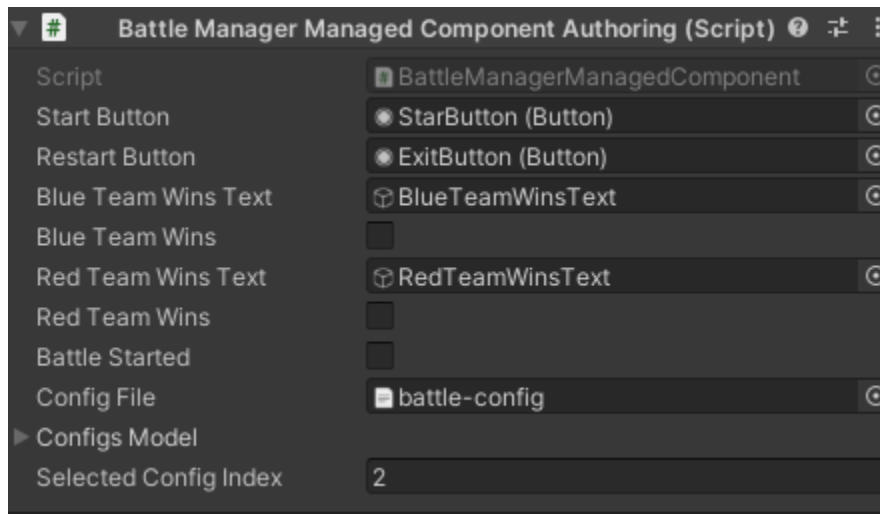 # Battle Manager Managed Component Authoring (Script)
Script # BattleManagerManagedComponent
Start Button StarButton (Button)
Restart Button ExitButton (Button)
Blue Team Wins Text BlueTeamWinsText
Blue Team Wins
Red Team Wins Text RedTeamWinsText
Red Team Wins
Battle Started
Config File battle-config
Configs Model
Selected Config Index 2